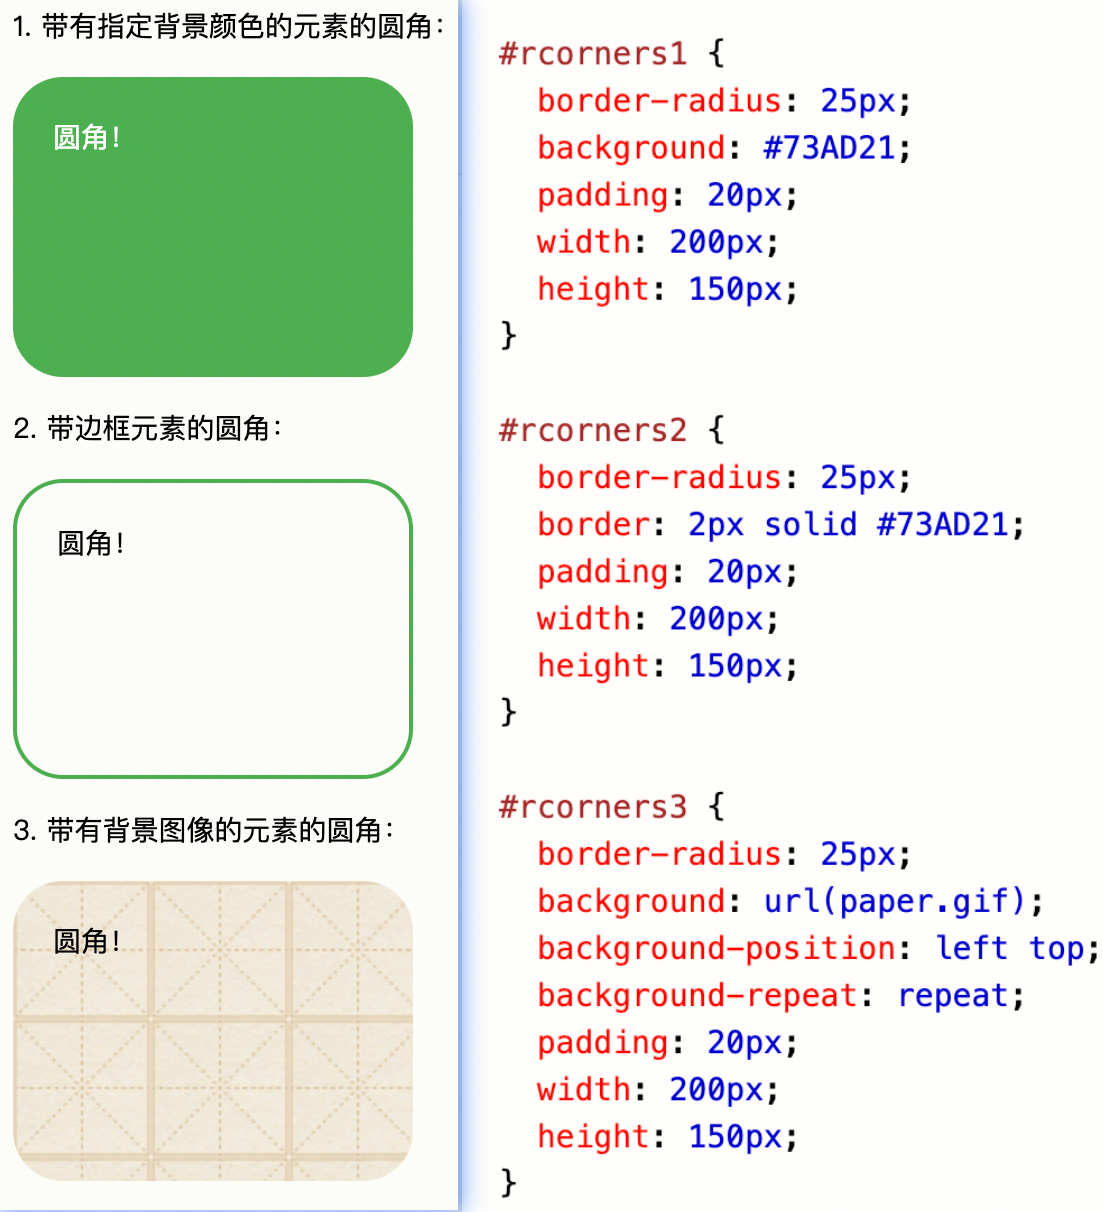 1. 带有指定背景颜色的元素的圆角：
圆角！
2. 带边框元素的圆角：
圆角！
3. 带有背景图像的元素的圆角：
圆角！
#rcorners1 {
border-radius: 25px;
background: #73AD21;
padding: 20px;
width: 200px;
height: 150px;
}
#rcorners2 {
border-radius: 25px;
border: 2px solid #73AD21;
padding: 20px;
width: 200px;
height: 150px;
}
#rcorners3 {
border-radius: 25px;
background: url(paper.gif);
background-position: left top;
background-repeat: repeat;
padding: 20px;
width: 200px;
height: 150px;
}